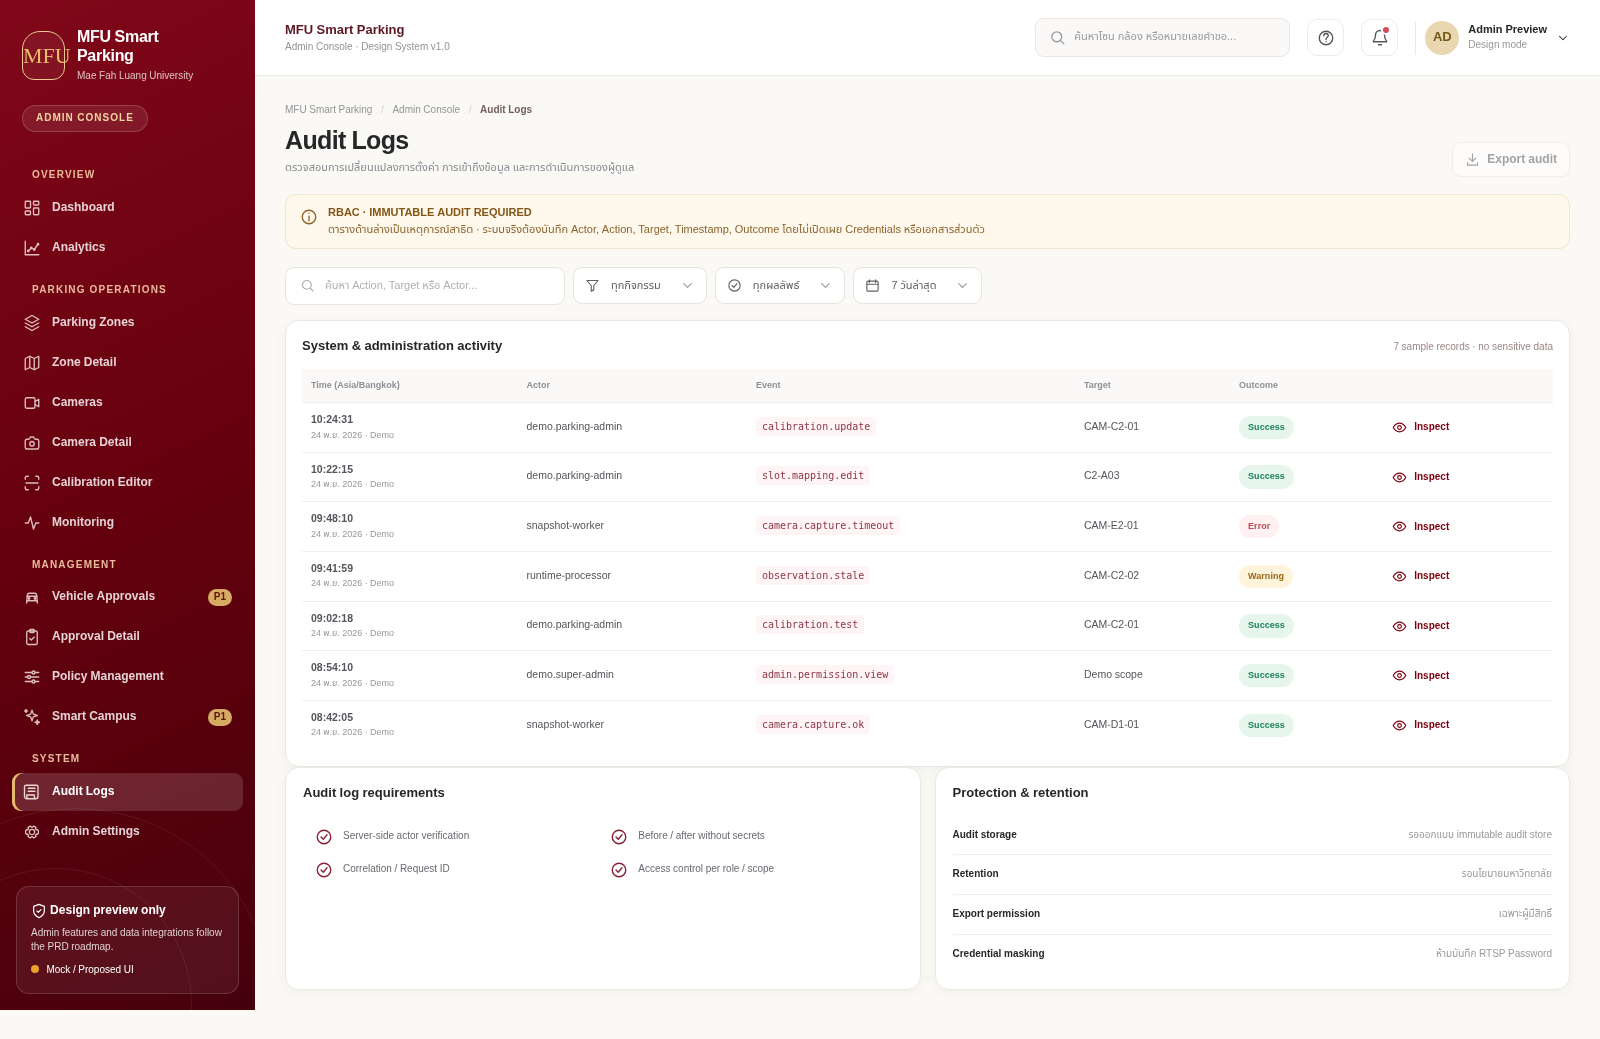 MFU
MFU Smart Parking
Mae Fah Luang University
ADMIN CONSOLE
OVERVIEW
Dashboard
Analytics
PARKING OPERATIONS
Parking Zones
Zone Detail
Cameras
Camera Detail
Calibration Editor
Monitoring
MANAGEMENT
Vehicle Approvals P1
Approval Detail
Policy Management
Smart Campus P1
SYSTEM
Audit Logs
Admin Settings
Design preview only
Admin features and data integrations follow
the PRD roadmap.
Mock / Proposed UI
MFU Smart Parking
Admin Console · Design System v1.0
ค้นหาโซน กล้อง หรือหมายเลขคำขอ...
AD
Admin Preview
Design mode
MFU Smart Parking / Admin Console / Audit Logs
Audit Logs
ตรวจสอบการเปลี่ยนแปลงการตั้งค่า การเข้าถึงข้อมูล และการดำเนินการของผู้ดูแล
Export audit
RBAC · IMMUTABLE AUDIT REQUIRED
ตารางด้านล่างเป็นเหตุการณ์สาธิต · ระบบจริงต้องบันทึก Actor, Action, Target, Timestamp, Outcome โดยไม่เปิดเผย Credentials หรือเอกสารส่วนตัว
ค้นหา Action, Target หรือ Actor...
ทุกกิจกรรม
ทุกผลลัพธ์
7 วันล่าสุด
System & administration activity
7 sample records · no sensitive data
Time (Asia/Bangkok) Actor Event Target Outcome
10:24:31
24 พ.ย. 2026 · Demo
demo.parking-admin calibration.update CAM-C2-01 Success Inspect
10:22:15
24 พ.ย. 2026 · Demo
demo.parking-admin slot.mapping.edit C2-A03 Success Inspect
09:48:10
24 พ.ย. 2026 · Demo
snapshot-worker camera.capture.timeout CAM-E2-01 Error Inspect
09:41:59
24 พ.ย. 2026 · Demo
runtime-processor observation.stale CAM-C2-02 Warning Inspect
09:02:18
24 พ.ย. 2026 · Demo
demo.parking-admin calibration.test CAM-C2-01 Success Inspect
08:54:10
24 พ.ย. 2026 · Demo
demo.super-admin admin.permission.view Demo scope Success Inspect
08:42:05
24 พ.ย. 2026 · Demo
snapshot-worker camera.capture.ok CAM-D1-01 Success Inspect
Audit log requirements
Server-side actor verification
Before / after without secrets
Correlation / Request ID
Access control per role / scope
Protection & retention
Audit storage รอออกแบบ immutable audit store
Retention รอนโยบายมหาวิทยาลัย
Export permission เฉพาะผู้มีสิทธิ์
Credential masking ห้ามบันทึก RTSP Password